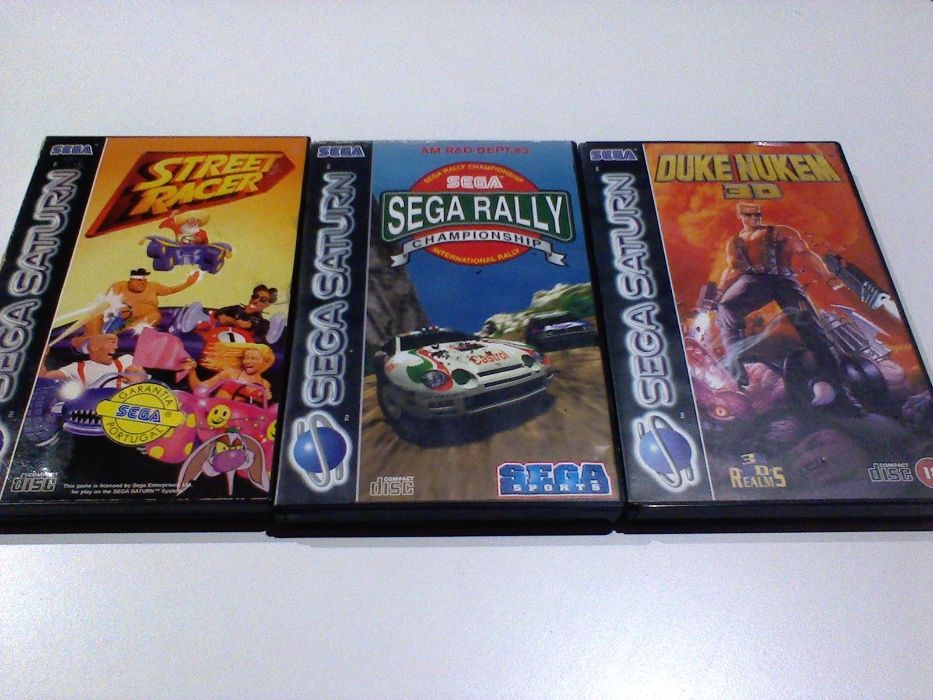 SEGA
SEGA SATURN
STREET
RACER
1
GARANTIA
SEGA
PORTUGAL
COMPACT
DISC
This game is licensed by Sega Enterprises Ltd.
for play on the SEGA SATURN™ System
SEGA
SEGA SATURN
AM R&D DEPT.#3
SEGA RALLY CHAMPIONSHIP
SEGA
SEGA RALLY
CHAMPIONSHIP
INTERNATIONAL RALLY
Castrol
COMPACT
DISC
SEGA
SPORTS
SEGA
SEGA SATURN
DUKE NUKEM
3D
3D
REALMS
COMPACT
DISC